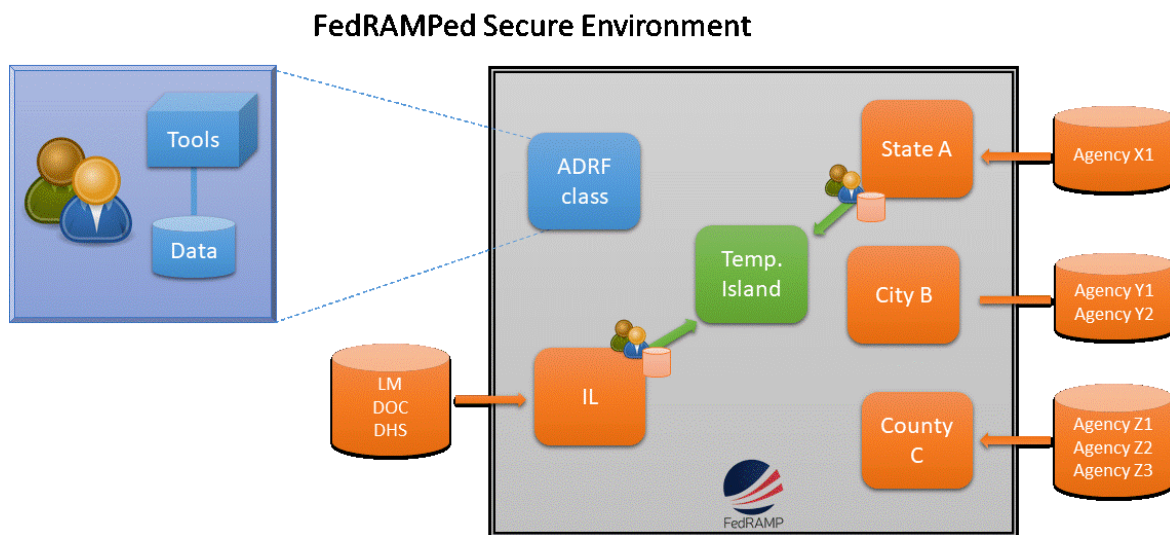 FedRAMPed Secure Environment
Tools
Data
ADRF
class
State A
Agency X1
Temp.
Island
City B
Agency Y1
Agency Y2
LM
DOC
DHS
IL
County
C
Agency Z1
Agency Z2
Agency Z3
FedRAMP